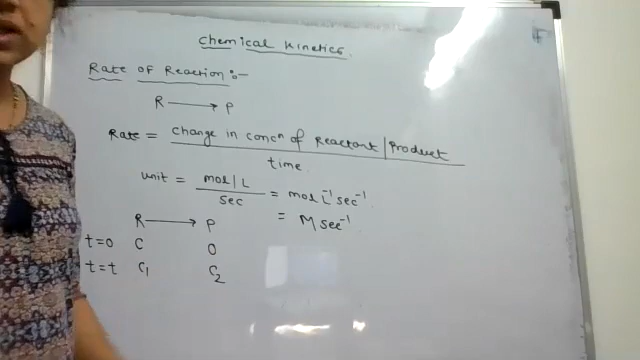 Chemical Kinetics.
Rate of Reaction:-
R → P
Rate = change in concⁿ of Reactant | Product / time.
unit = mol|L / sec = mol L⁻¹ sec⁻¹
= M sec⁻¹
R → P
t=0 C 0
t=t C₁ C₂